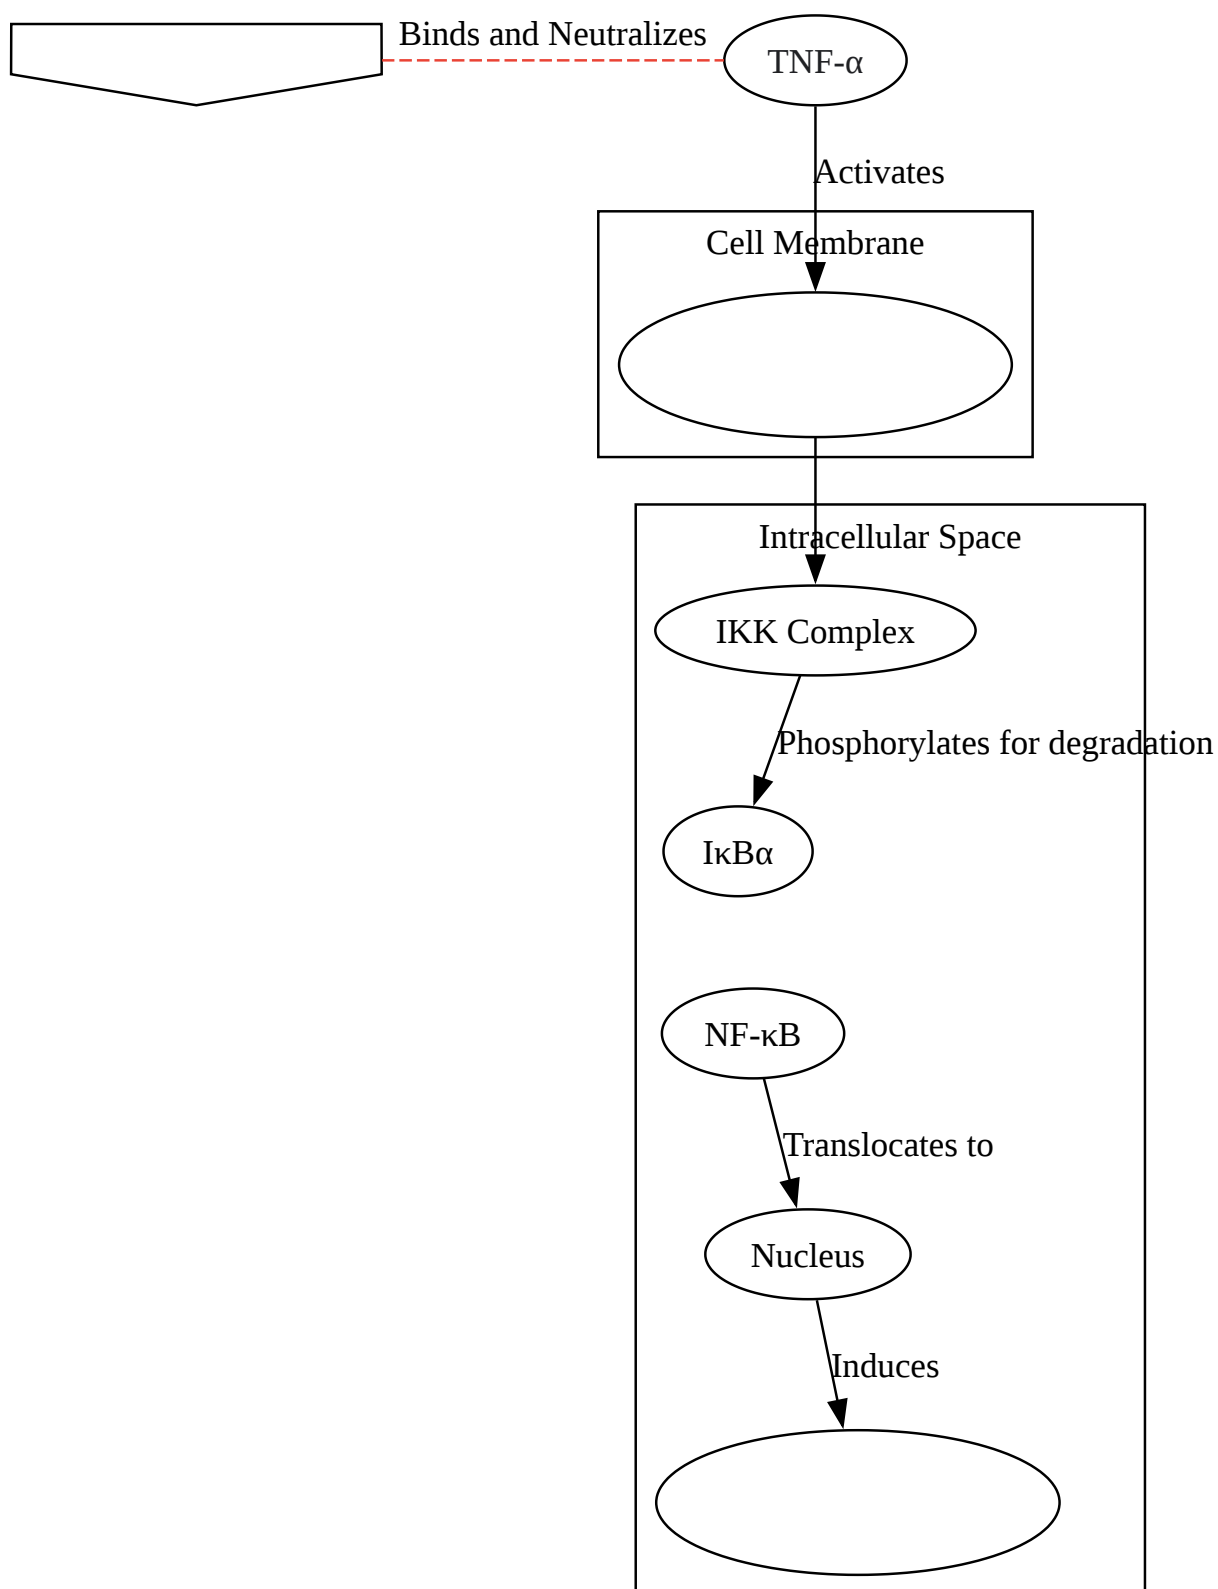 Binds and Neutralizes
TNF-α
Activates
Cell Membrane
Intracellular Space
IKK Complex
Phosphorylates for degradation
IκBα
NF-κB
Translocates to
Nucleus
Induces